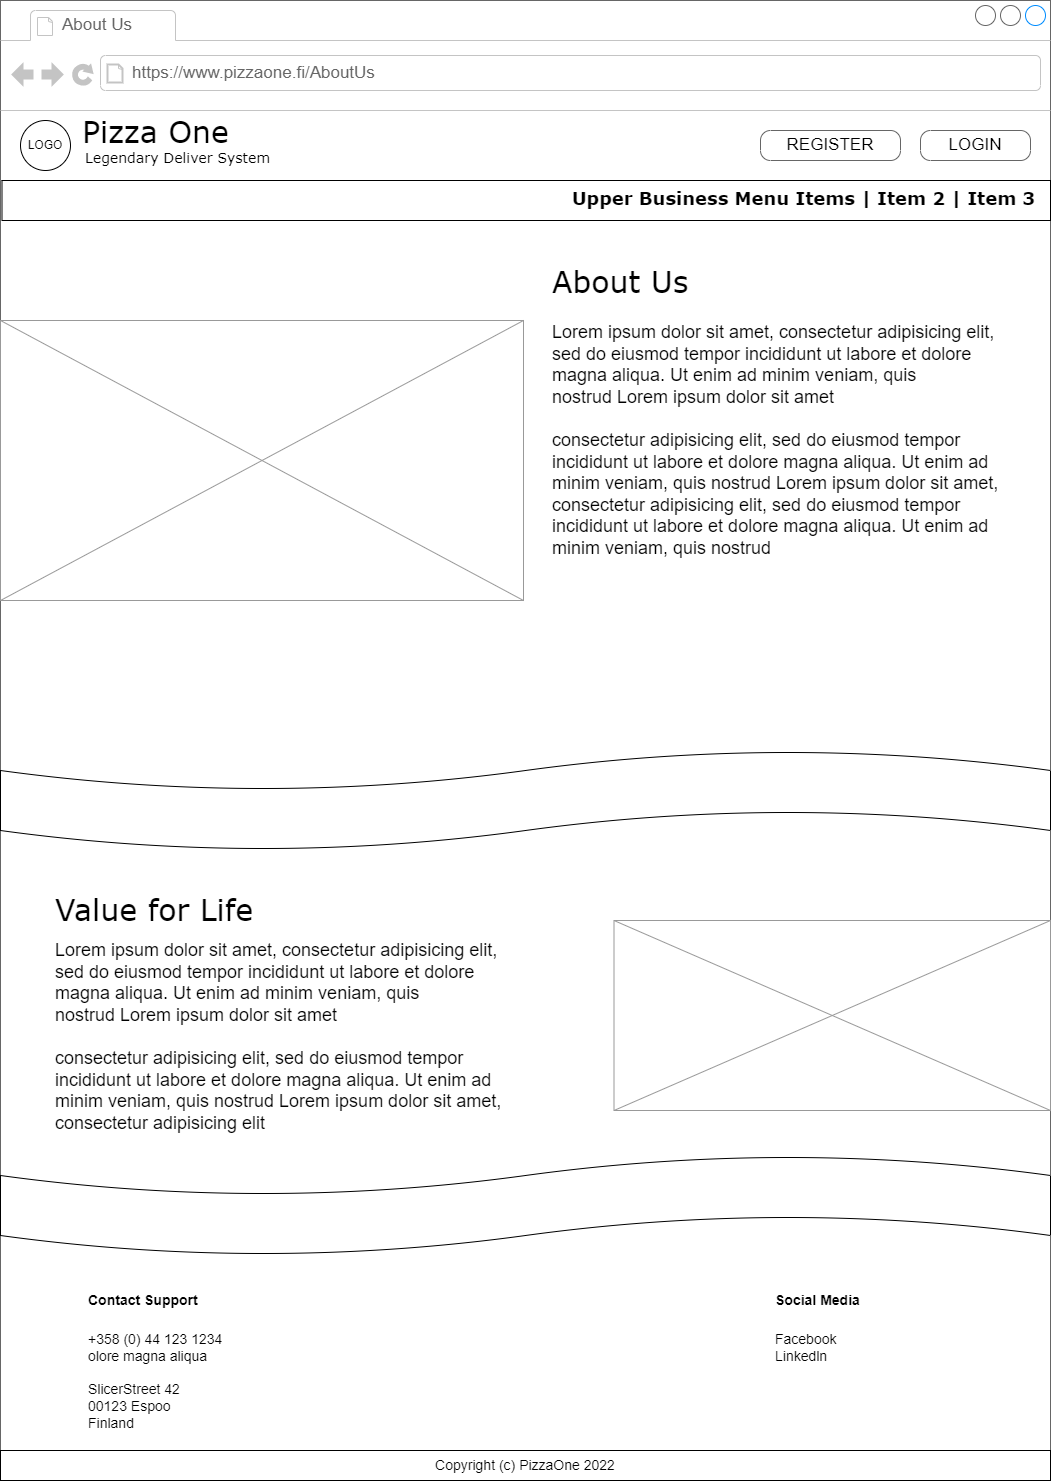 About Us
https://www.pizzaone.fi/AboutUs
LOGO
Pizza One
Legendary Deliver System
REGISTER
LOGIN
Upper Business Menu Items | Item 2 | Item 3
About Us
Lorem ipsum dolor sit amet, consectetur adipisicing elit,
sed do eiusmod tempor incididunt ut labore et dolore
magna aliqua. Ut enim ad minim veniam, quis
nostrud Lorem ipsum dolor sit amet
consectetur adipisicing elit, sed do eiusmod tempor
incididunt ut labore et dolore magna aliqua. Ut enim ad
minim veniam, quis nostrud Lorem ipsum dolor sit amet,
consectetur adipisicing elit, sed do eiusmod tempor
incididunt ut labore et dolore magna aliqua. Ut enim ad
minim veniam, quis nostrud
Value for Life
Lorem ipsum dolor sit amet, consectetur adipisicing elit,
sed do eiusmod tempor incididunt ut labore et dolore
magna aliqua. Ut enim ad minim veniam, quis
nostrud Lorem ipsum dolor sit amet
consectetur adipisicing elit, sed do eiusmod tempor
incididunt ut labore et dolore magna aliqua. Ut enim ad
minim veniam, quis nostrud Lorem ipsum dolor sit amet,
consectetur adipisicing elit
Contact Support
+358 (0) 44 123 1234
olore magna aliqua
SlicerStreet 42
00123 Espoo
Finland
Social Media
Facebook
LinkedIn
Copyright (c) PizzaOne 2022